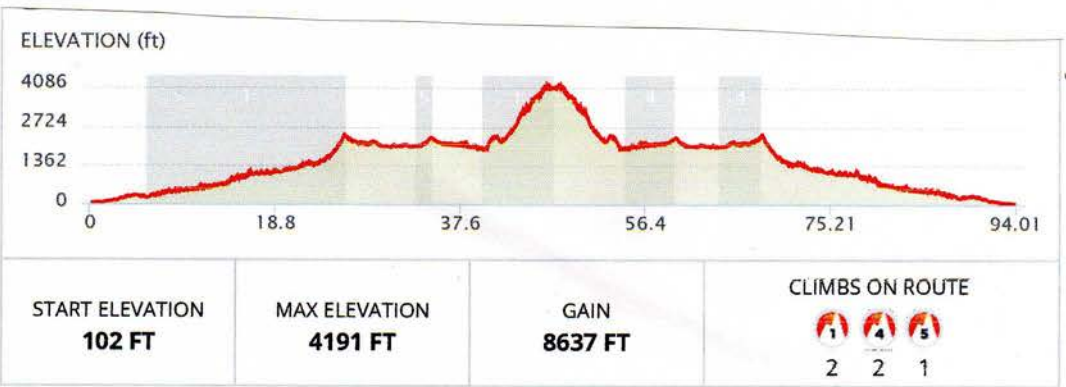 ELEVATION (ft)
4086
2724
1362
0
0 18.8 37.6 56.4 75.21 94.01
START ELEVATION
102 FT
MAX ELEVATION
4191 FT
GAIN
8637 FT
CLIMBS ON ROUTE
1 4 5
2 2 1